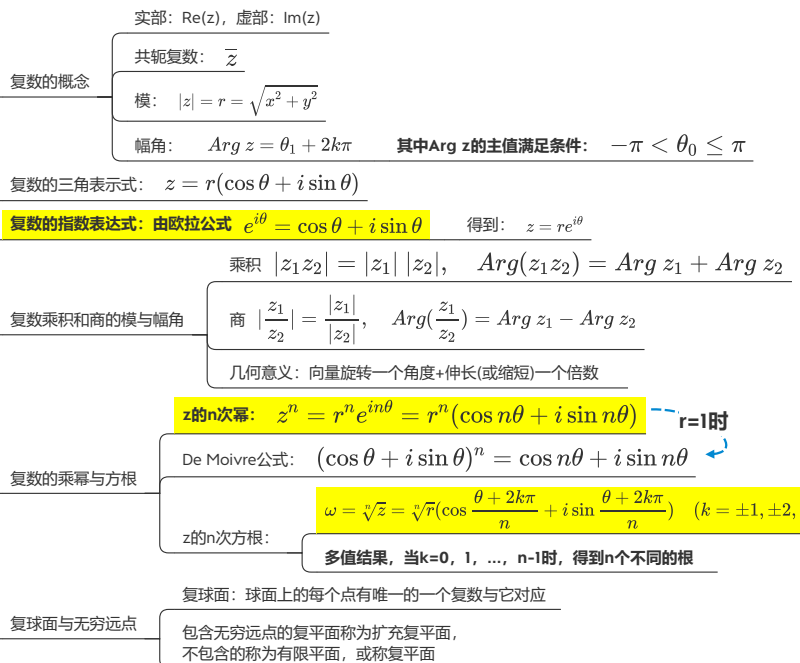 实部：Re(z)，虚部：Im(z)
共轭复数： z̅
复数的概念
模： |z| = r = √(x² + y²)
幅角： Arg z = θ₁ + 2kπ 其中Arg z的主值满足条件： −π < θ₀ ≤ π
复数的三角表示式： z = r(cos θ + i sin θ)
复数的指数表达式：由欧拉公式 e^{iθ} = cos θ + i sin θ 得到： z = re^{iθ}
乘积 |z₁z₂| = |z₁| |z₂|, Arg(z₁z₂) = Arg z₁ + Arg z₂
复数乘积和商的模与幅角
商 |z₁/z₂| = |z₁|/|z₂|, Arg(z₁/z₂) = Arg z₁ − Arg z₂
几何意义：向量旋转一个角度+伸长(或缩短)一个倍数
z的n次幂： zⁿ = rⁿe^{inθ} = rⁿ(cos nθ + i sin nθ)
r=1时
De Moivre公式： (cos θ + i sin θ)ⁿ = cos nθ + i sin nθ
复数的乘幂与方根
ω = ⁿ√z = ⁿ√r(cos (θ + 2kπ)/n + i sin (θ + 2kπ)/n) (k = ±1, ±2,
z的n次方根：
多值结果，当k=0，1，...，n-1时，得到n个不同的根
复球面：球面上的每个点有唯一的一个复数与它对应
复球面与无穷远点
包含无穷远点的复平面称为扩充复平面，
不包含的称为有限平面，或称复平面